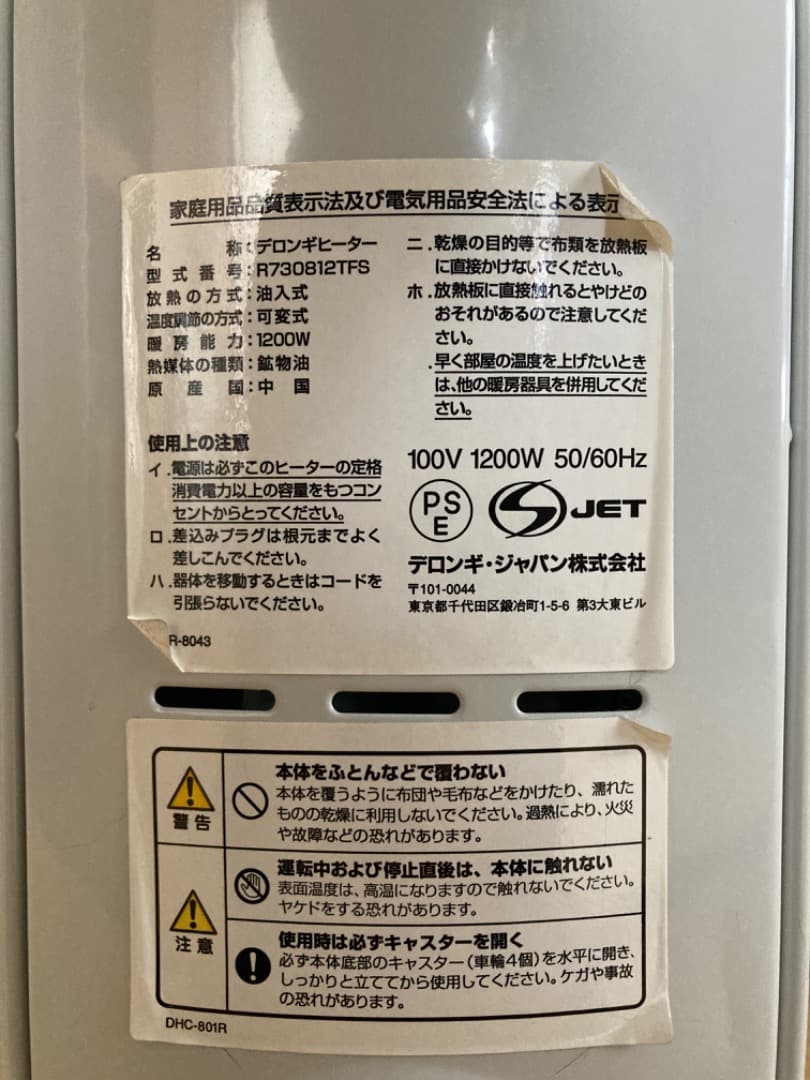 家庭用品品質表示法及び電気用品安全法による表示
名 称：デロンギヒーター
型式番号：R730812TFS
放熱の方式：油入式
温度調節の方式：可変式
暖房能力：1200W
熱媒体の種類：鉱物油
原 産 国：中 国
使用上の注意
イ．電源は必ずこのヒーターの定格
消費電力以上の容量をもつコン
セントからとってください。
ロ．差込みプラグは根元までよく
差しこんでください。
ハ．器体を移動するときはコードを
引張らないでください。
R-8043
ニ．乾燥の目的等で布類を放熱板
に直接かけないでください。
ホ．放熱板に直接触れるとやけどの
おそれがあるので注意してくだ
さい。
．早く部屋の温度を上げたいとき
は、他の暖房器具を併用してくだ
さい。
100V 1200W 50/60Hz
PS
E
JET
デロンギ・ジャパン株式会社
〒101-0044
東京都千代田区鍛冶町1-5-6 第3大東ビル
警告
本体をふとんなどで覆わない
本体を覆うように布団や毛布などをかけたり、濡れた
ものの乾燥に利用しないでください。過熱により、火災
や故障などの恐れがあります。
注意
運転中および停止直後は、本体に触れない
表面温度は、高温になりますので触れないでください。
ヤケドをする恐れがあります。
使用時は必ずキャスターを開く
必ず本体底部のキャスター（車輪4個）を水平に開き、
しっかりと立ててから使用してください。ケガや事故
の恐れがあります。
DHC-801R